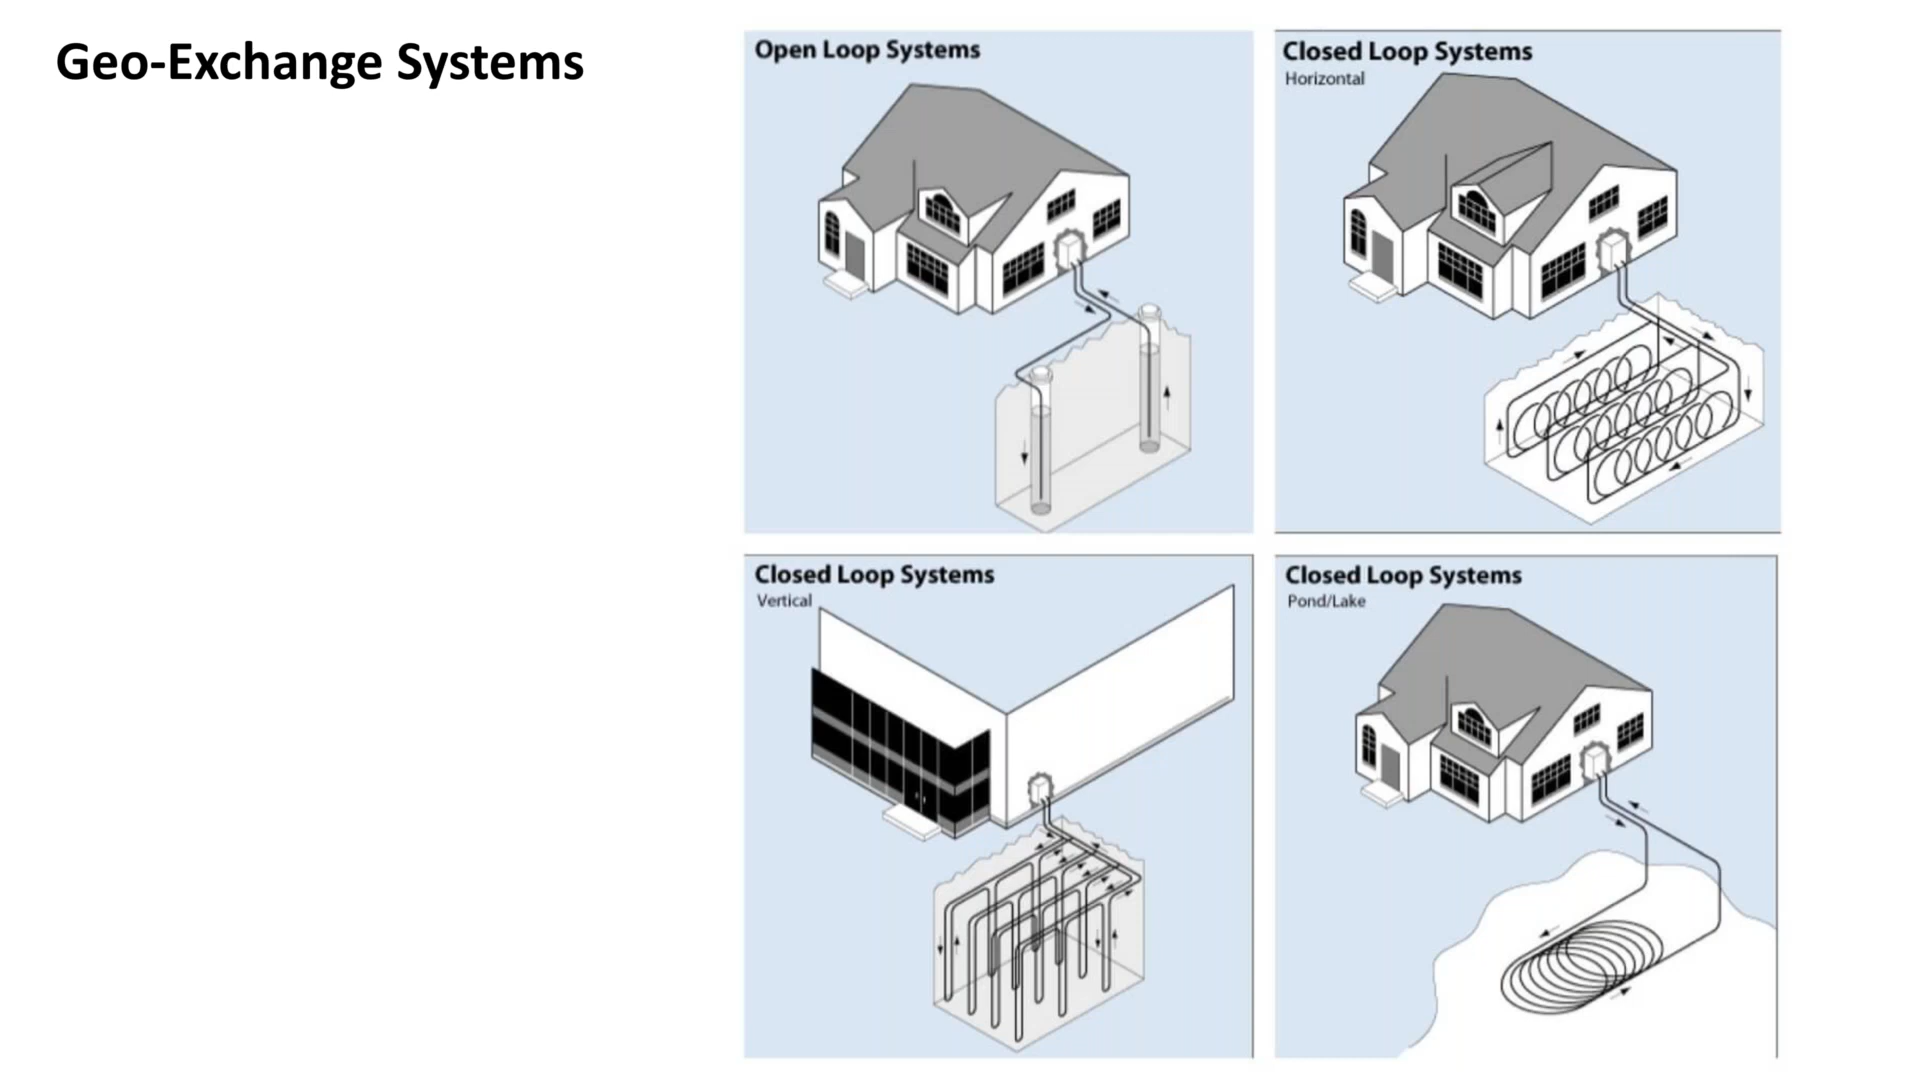 Geo-Exchange Systems
Open Loop Systems
Closed Loop Systems
Horizontal
Closed Loop Systems
Vertical
Closed Loop Systems
Pond/Lake